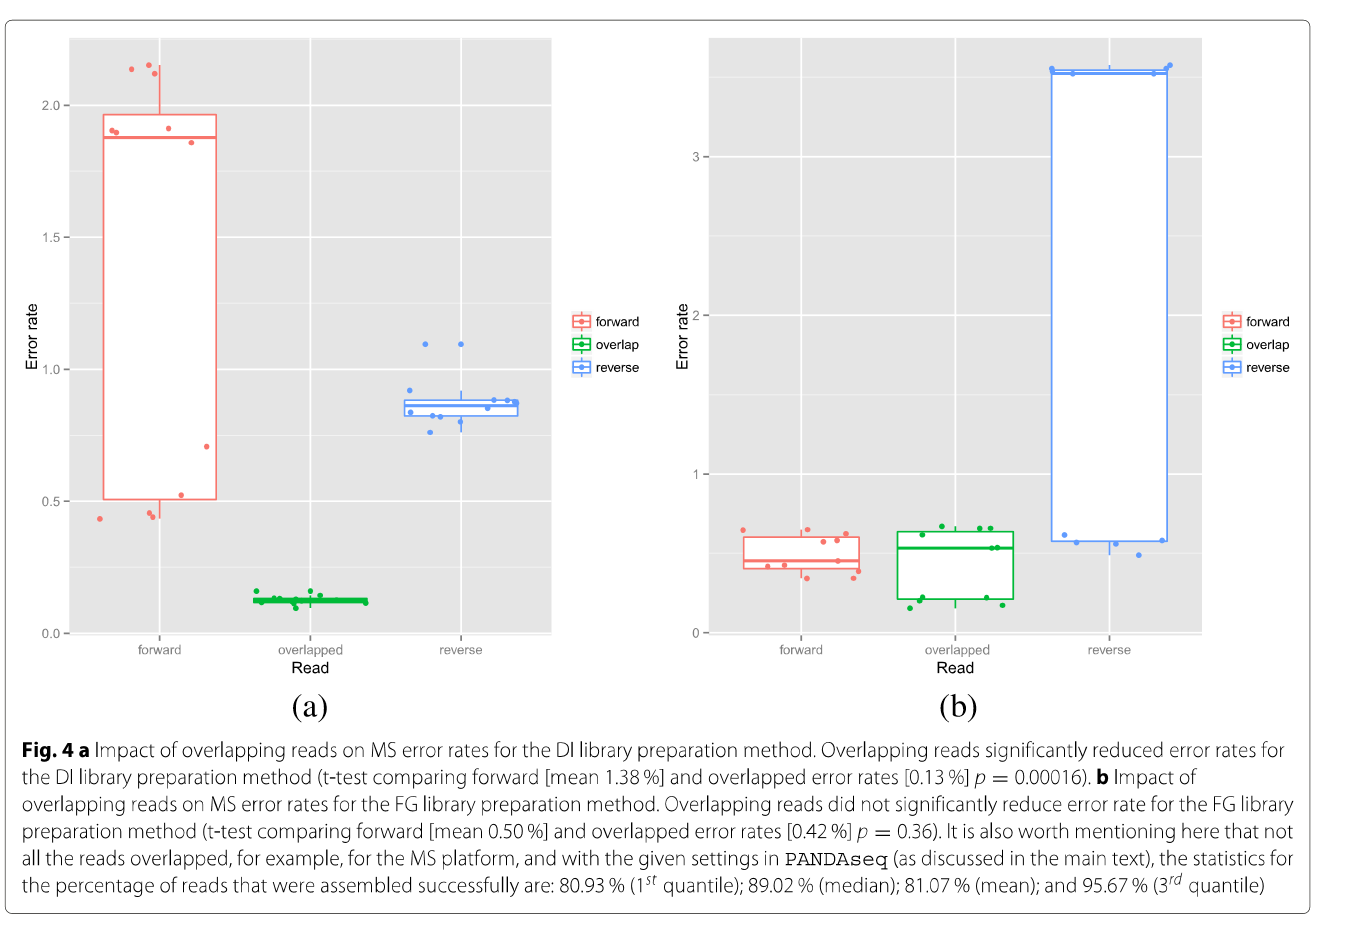 2.0
1.5
1.0
0.5
0.0
Error rate
forward
overlapped
reverse
Read
forward
overlap
reverse
(a)
3
2
1
0
Error rate
forward
overlapped
reverse
Read
forward
overlap
reverse
(b)
Fig. 4 a Impact of overlapping reads on MS error rates for the DI library preparation method. Overlapping reads significantly reduced error rates for
the DI library preparation method (t-test comparing forward [mean 1.38 %] and overlapped error rates [0.13 %] p = 0.00016). b Impact of
overlapping reads on MS error rates for the FG library preparation method. Overlapping reads did not significantly reduce error rate for the FG library
preparation method (t-test comparing forward [mean 0.50 %] and overlapped error rates [0.42 %] p = 0.36). It is also worth mentioning here that not
all the reads overlapped, for example, for the MS platform, and with the given settings in PANDAseq (as discussed in the main text), the statistics for
the percentage of reads that were assembled successfully are: 80.93 % (1st quantile); 89.02 % (median); 81.07 % (mean); and 95.67 % (3rd quantile)